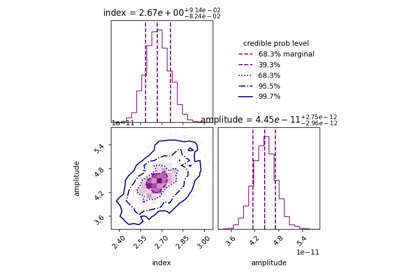 index = 2.67e+00^{+9.14e-02}_{-8.24e-02}
credible prob level
68.3% marginal
39.3%
68.3%
95.5%
99.7%
1e-11
amplitude = 4.45e-11^{+2.75e-12}_{-2.96e-12}
amplitude
5.4
4.8
4.2
3.6
2.40
2.55
2.70
2.85
3.00
index
3.6
4.2
4.8
5.4
1e-11
amplitude